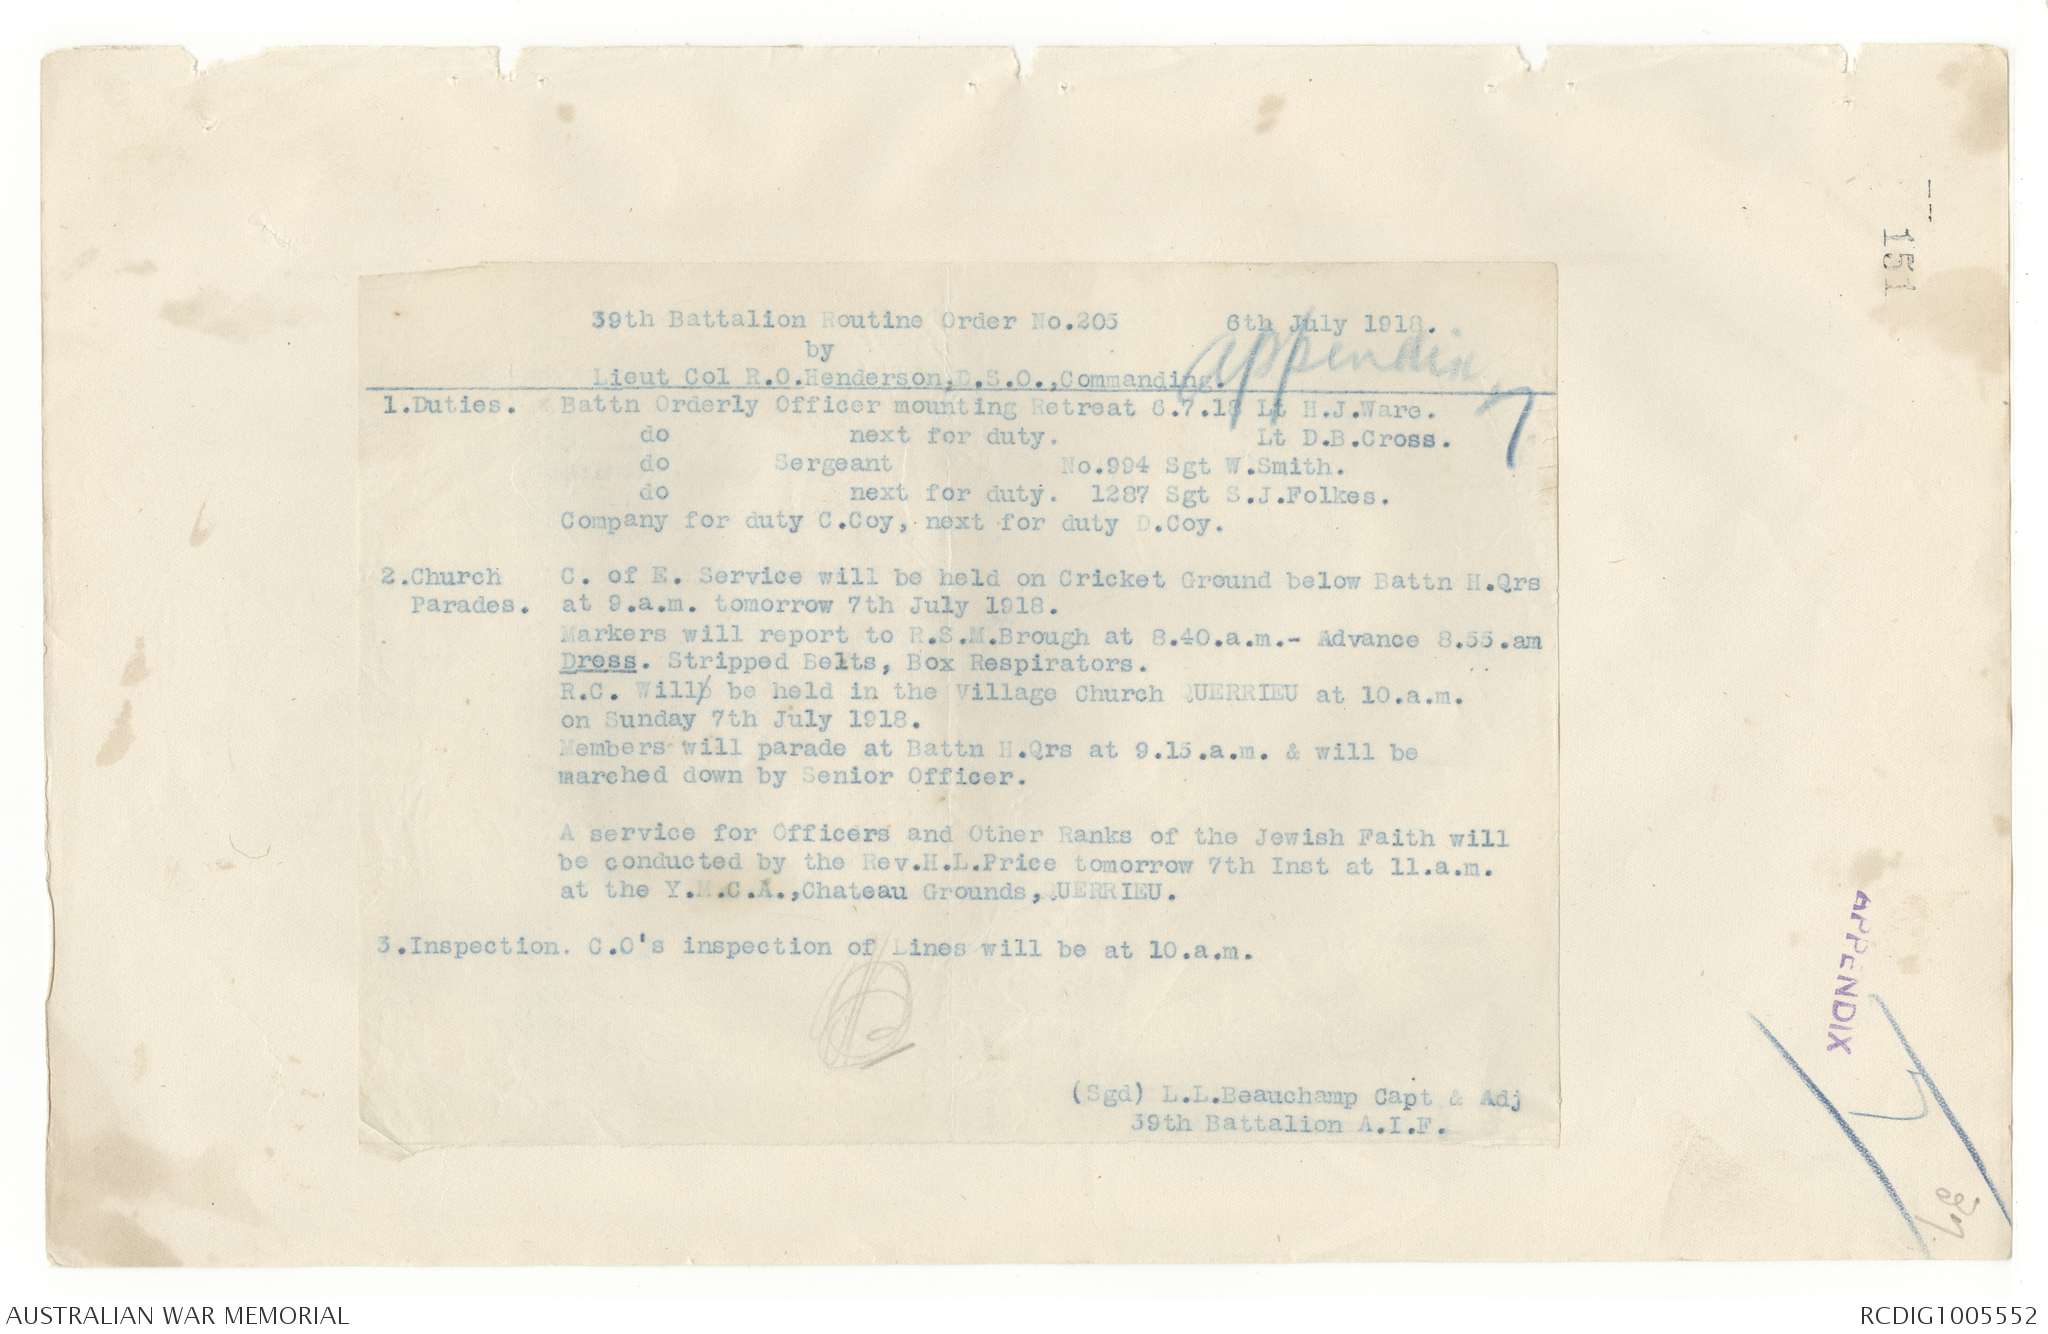 39th Battalion Routine Order No.205 6th July 1918.
by
Lieut Col R.O.Henderson,D.S.O.,Commanding.
Appendix 7
1.Duties. Battn Orderly Officer mounting Retreat 6.7.18 Lt H.J.Ware.
do next for duty. Lt D.B.Cross.
do Sergeant No.994 Sgt W.Smith.
do next for duty. 1287 Sgt S.J.Folkes.
Company for duty C.Coy, next for duty D.Coy.
2.Church C. of E. Service will be held on Cricket Ground below Battn H.Qrs
Parades. at 9.a.m. tomorrow 7th July 1918.
Markers will report to R.S.M.Brough at 8.40.a.m.- Advance 8.55.am
Dress. Stripped Belts, Box Respirators.
R.C. Will be held in the Village Church QUERRIEU at 10.a.m.
on Sunday 7th July 1918.
Members will parade at Battn H.Qrs at 9.15.a.m. & will be
marched down by Senior Officer.
A service for Officers and Other Ranks of the Jewish Faith will
be conducted by the Rev.H.L.Price tomorrow 7th Inst at 11.a.m.
at the Y.M.C.A.,Chateau Grounds,QUERRIEU.
3.Inspection. C.O's inspection of Lines will be at 10.a.m.
(Sgd) L.L.Beauchamp Capt & Adj
39th Battalion A.I.F.
151
APPENDIX
7
AUSTRALIAN WAR MEMORIAL
RCDIG1005552